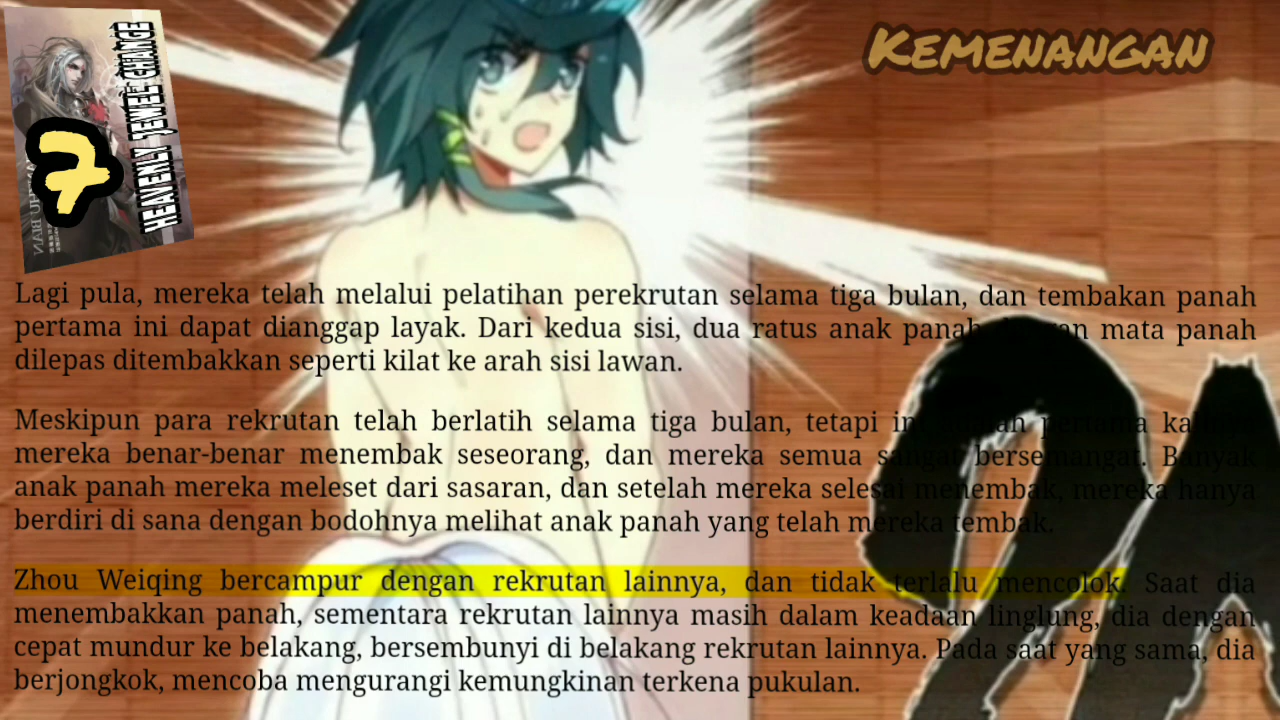 Kemenangan
HEAVENLY JEWEL CHANGE
7
Lagi pula, mereka telah melalui pelatihan perekrutan selama tiga bulan, dan tembakan panah
pertama ini dapat dianggap layak. Dari kedua sisi, dua ratus anak panah mata panah
dilepas ditembakkan seperti kilat ke arah sisi lawan.
Meskipun para rekrutan telah berlatih selama tiga bulan, tetapi ini adalah pertama kalinya
mereka benar-benar menembak seseorang, dan mereka semua sangat bersemangat. Banyak
anak panah mereka meleset dari sasaran, dan setelah mereka selesai menembak, mereka hanya
berdiri di sana dengan bodohnya melihat anak panah yang telah mereka tembak.
Zhou Weiqing bercampur dengan rekrutan lainnya, dan tidak terlalu mencolok. Saat dia
menembakkan panah, sementara rekrutan lainnya masih dalam keadaan linglung, dia dengan
cepat mundur ke belakang, bersembunyi di belakang rekrutan lainnya. Pada saat yang sama, dia
berjongkok, mencoba mengurangi kemungkinan terkena pukulan.